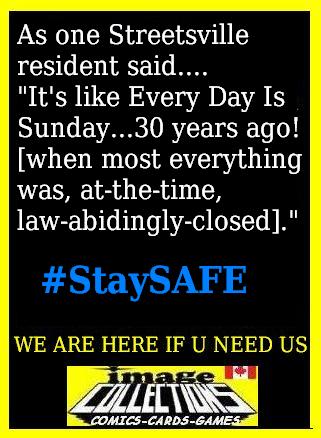 As one Streetsville
resident said....
"It's like Every Day Is
Sunday...30 years ago!
[when most everything
was, at-the-time,
law-abidingly-closed]."
#StaySAFE
WE ARE HERE IF U NEED US
image
COLLECTIONS
COMICS-CARDS-GAMES